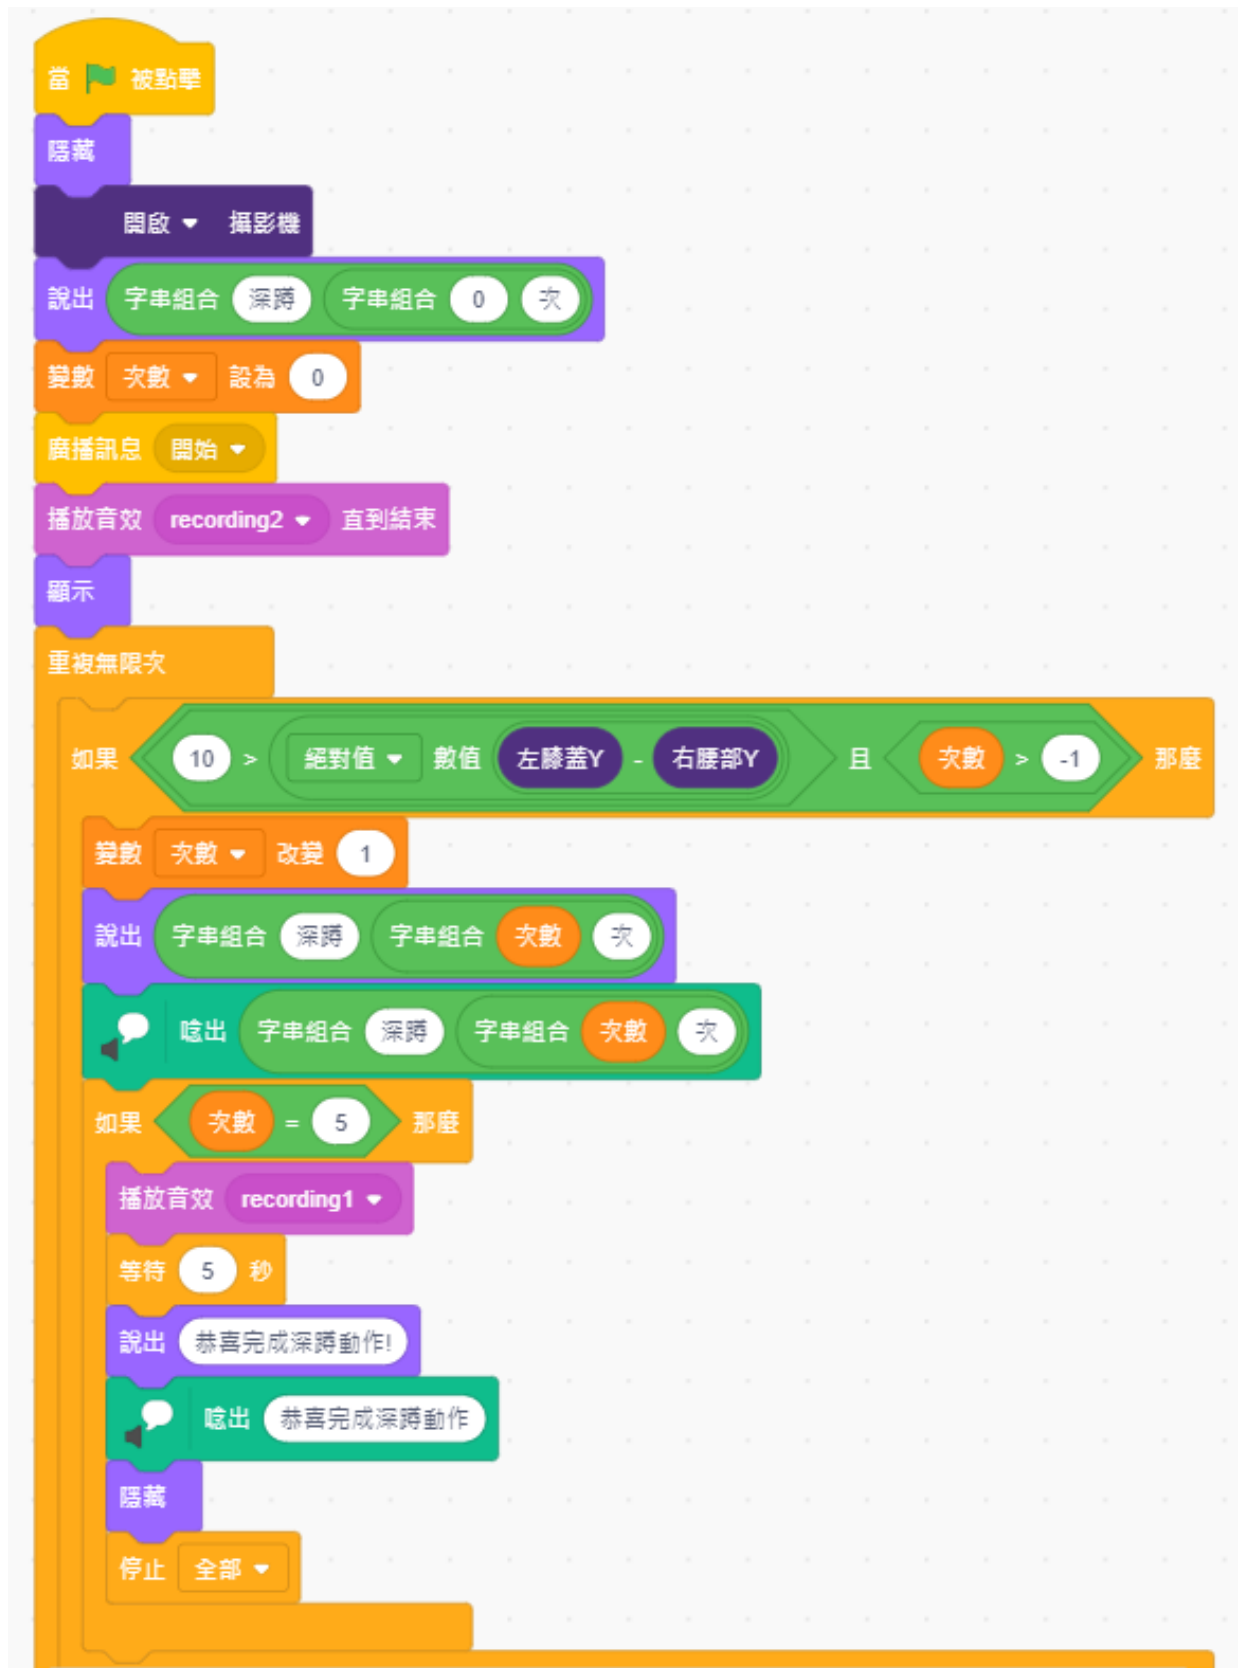 當 被點擊
隱藏
開啟 攝影機
說出 字串組合 深蹲 字串組合 0 次
變數 次數 設為 0
廣播訊息 開始
播放音效 recording2 直到結束
顯示
重複無限次
如果 10 > 絕對值 數值 左膝蓋Y - 右腰部Y 且 次數 > -1 那麼
變數 次數 改變 1
說出 字串組合 深蹲 字串組合 次數 次
唸出 字串組合 深蹲 字串組合 次數 次
如果 次數 = 5 那麼
播放音效 recording1
等待 5 秒
說出 恭喜完成深蹲動作!
唸出 恭喜完成深蹲動作
隱藏
停止 全部